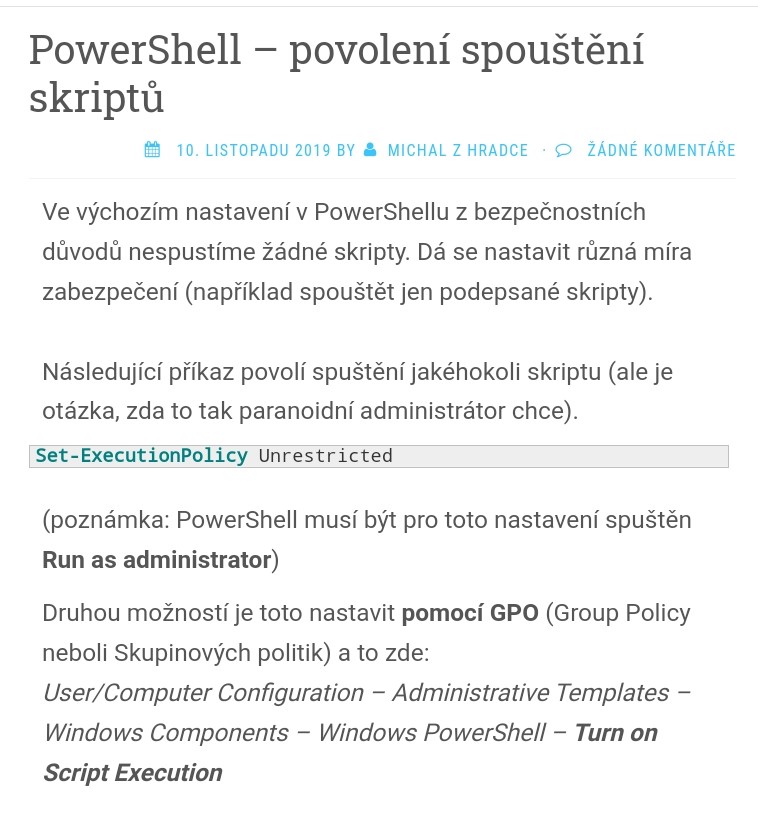 PowerShell – povolení spouštění
skriptů
10. LISTOPADU 2019 BY MICHAL Z HRADCE · ŽÁDNÉ KOMENTÁŘE
Ve výchozím nastavení v PowerShellu z bezpečnostních
důvodů nespustíme žádné skripty. Dá se nastavit různá míra
zabezpečení (například spouštět jen podepsané skripty).
Následující příkaz povolí spuštění jakéhokoli skriptu (ale je
otázka, zda to tak paranoidní administrátor chce).
Set-ExecutionPolicy Unrestricted
(poznámka: PowerShell musí být pro toto nastavení spuštěn
Run as administrator)
Druhou možností je toto nastavit pomocí GPO (Group Policy
neboli Skupinových politik) a to zde:
User/Computer Configuration – Administrative Templates –
Windows Components – Windows PowerShell – Turn on
Script Execution